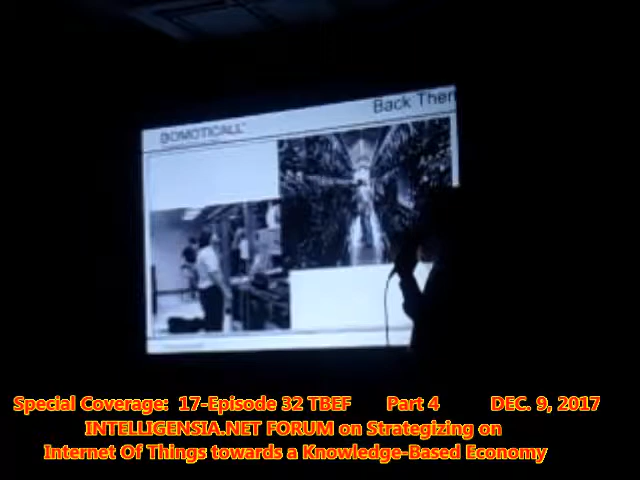 Back Then
DOMOTICALL
Special Coverage: 17-Episode 32 TBEF Part 4 DEC. 9, 2017
INTELLIGENSIA.NET FORUM on Strategizing on
Internet Of Things towards a Knowledge-Based Economy